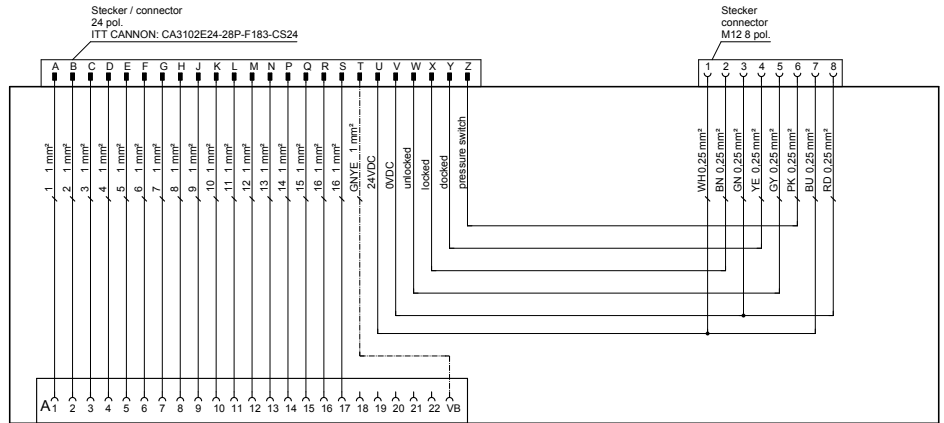 Stecker / connector
24 pol.
ITT CANNON: CA3102E24-28P-F183-CS24
Stecker
connector
M12 8 pol.
A B C D E F G H J K L M N P Q R S T U V W X Y Z
1 2 3 4 5 6 7 8
1 1 mm²
2 1 mm²
3 1 mm²
4 1 mm²
5 1 mm²
6 1 mm²
7 1 mm²
8 1 mm²
9 1 mm²
10 1 mm²
11 1 mm²
12 1 mm²
13 1 mm²
14 1 mm²
15 1 mm²
16 1 mm²
16 1 mm²
GNYE 1 mm²
24VDC
0VDC
unlocked
locked
docked
pressure switch
WH 0,25 mm²
BN 0,25 mm²
GN 0,25 mm²
YE 0,25 mm²
GY 0,25 mm²
PK 0,25 mm²
BU 0,25 mm²
RD 0,25 mm²
A 1 2 3 4 5 6 7 8 9 10 11 12 13 14 15 16 17 18 19 20 21 22 VB